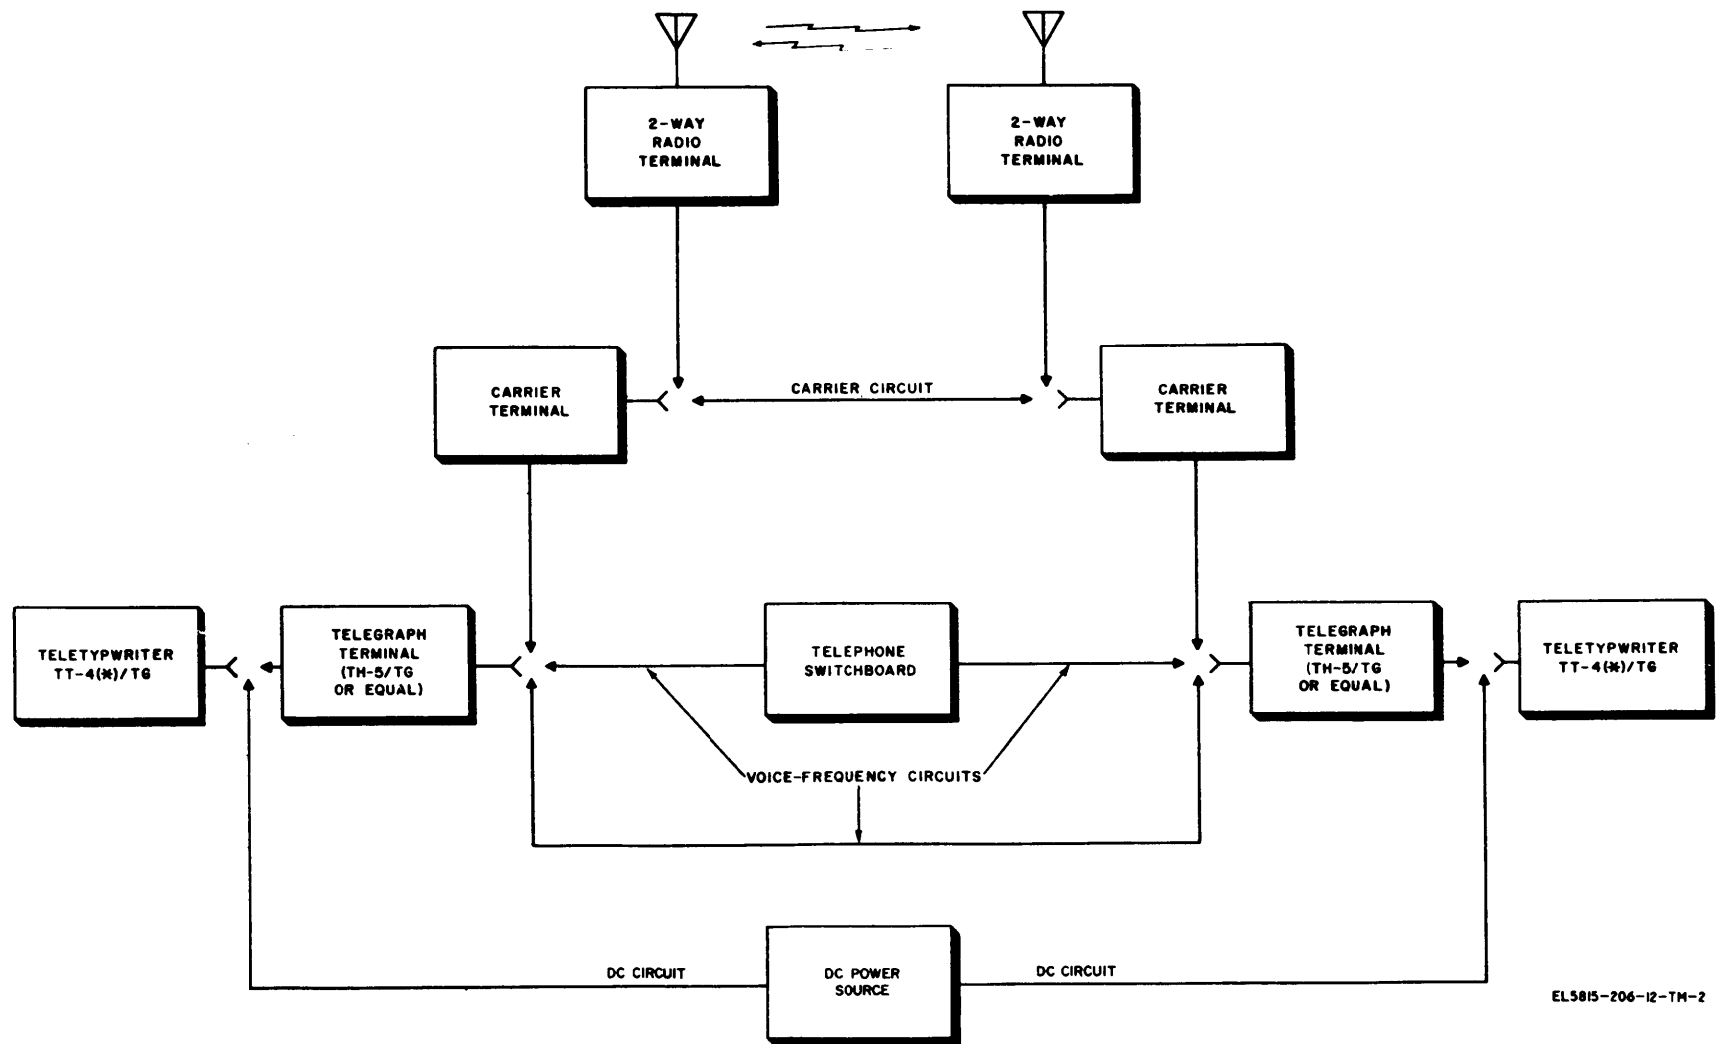 2-WAY
RADIO
TERMINAL
2-WAY
RADIO
TERMINAL
CARRIER
TERMINAL
CARRIER CIRCUIT
CARRIER
TERMINAL
TELETYPWRITER
TT-4(*)/TG
TELEGRAPH
TERMINAL
(TH-5/TG
OR EQUAL)
TELEPHONE
SWITCHBOARD
TELEGRAPH
TERMINAL
(TH-5/TG
OR EQUAL)
TELETYPWRITER
TT-4(*)/TG
VOICE-FREQUENCY CIRCUITS
DC CIRCUIT
DC POWER
SOURCE
DC CIRCUIT
EL5815-206-12-TM-2